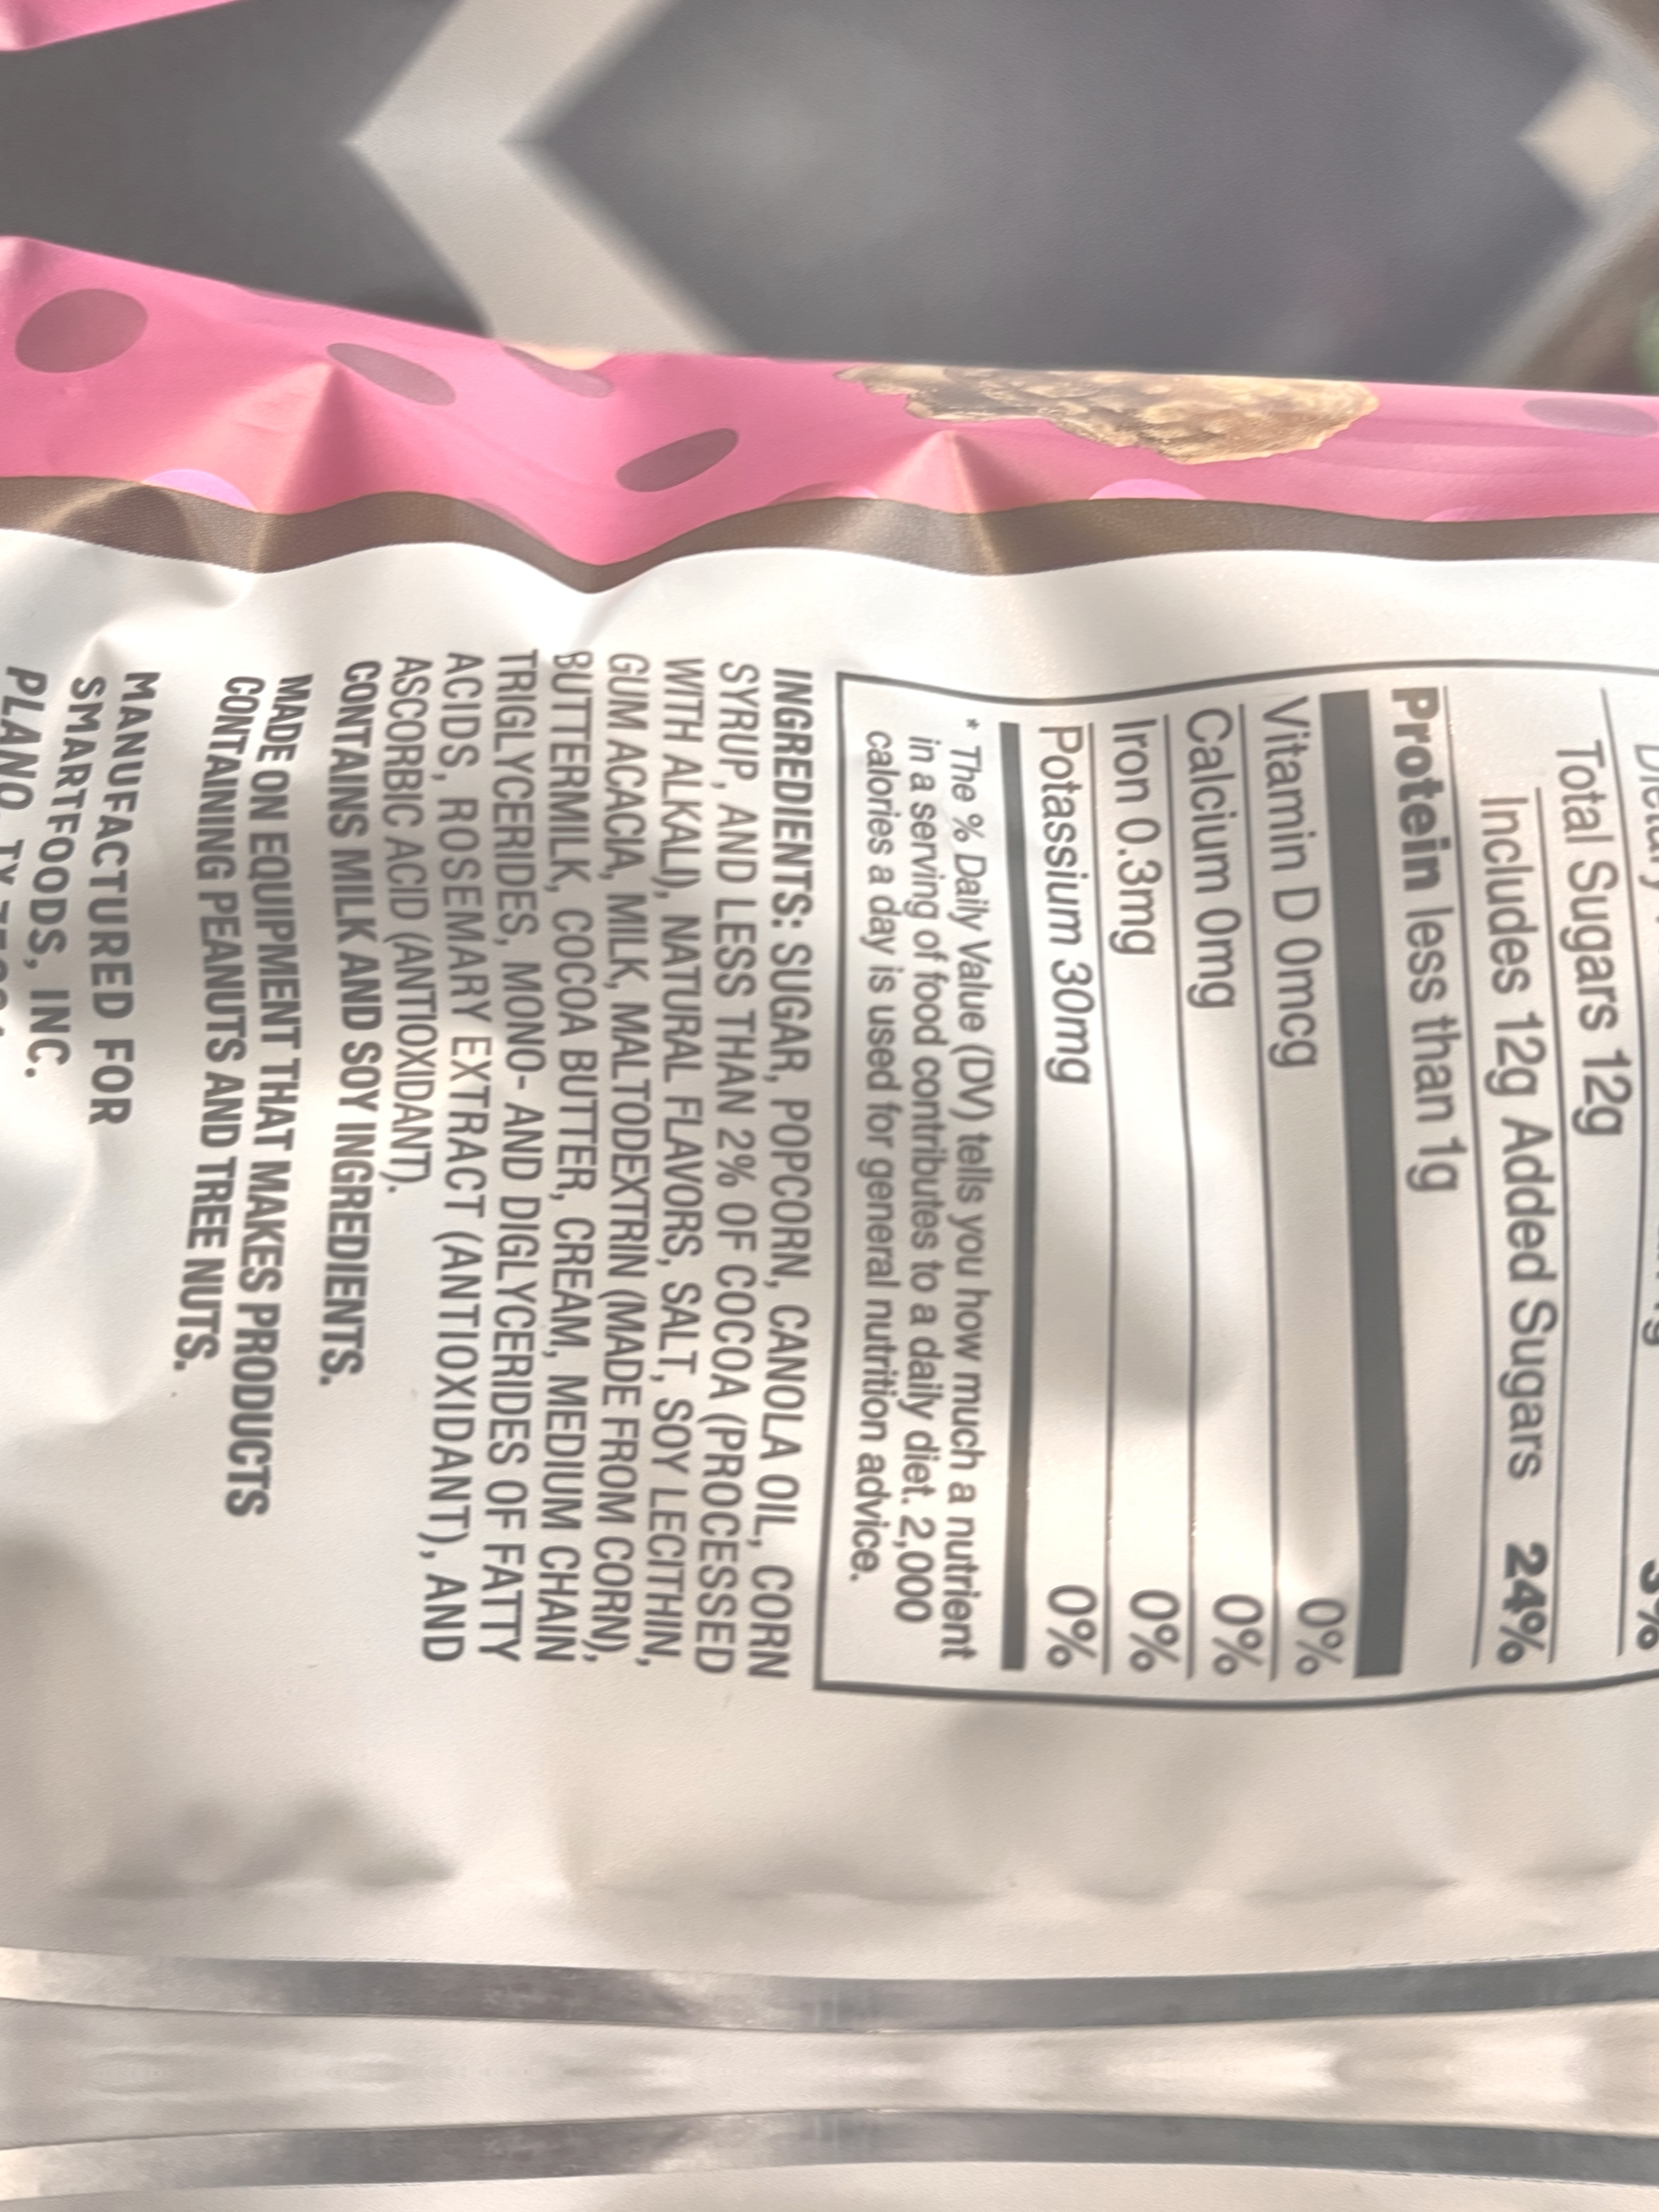 Total Sugars 12g
Includes 12g Added Sugars 24%
Protein less than 1g
Vitamin D 0mcg 0%
Calcium 0mg 0%
Iron 0.3mg 0%
Potassium 30mg 0%
* The % Daily Value (DV) tells you how much a nutrient
in a serving of food contributes to a daily diet. 2,000
calories a day is used for general nutrition advice.
INGREDIENTS: SUGAR, POPCORN, CANOLA OIL, CORN
SYRUP, AND LESS THAN 2% OF COCOA (PROCESSED
WITH ALKALI), NATURAL FLAVORS, SALT, SOY LECITHIN,
GUM ACACIA, MILK, MALTODEXTRIN (MADE FROM CORN),
BUTTERMILK, COCOA BUTTER, CREAM, MEDIUM CHAIN
TRIGLYCERIDES, MONO- AND DIGLYCERIDES OF FATTY
ACIDS, ROSEMARY EXTRACT (ANTIOXIDANT), AND
ASCORBIC ACID (ANTIOXIDANT).
CONTAINS MILK AND SOY INGREDIENTS.
MADE ON EQUIPMENT THAT MAKES PRODUCTS
CONTAINING PEANUTS AND TREE NUTS.
MANUFACTURED FOR
SMARTFOODS, INC.
PLANO, TX